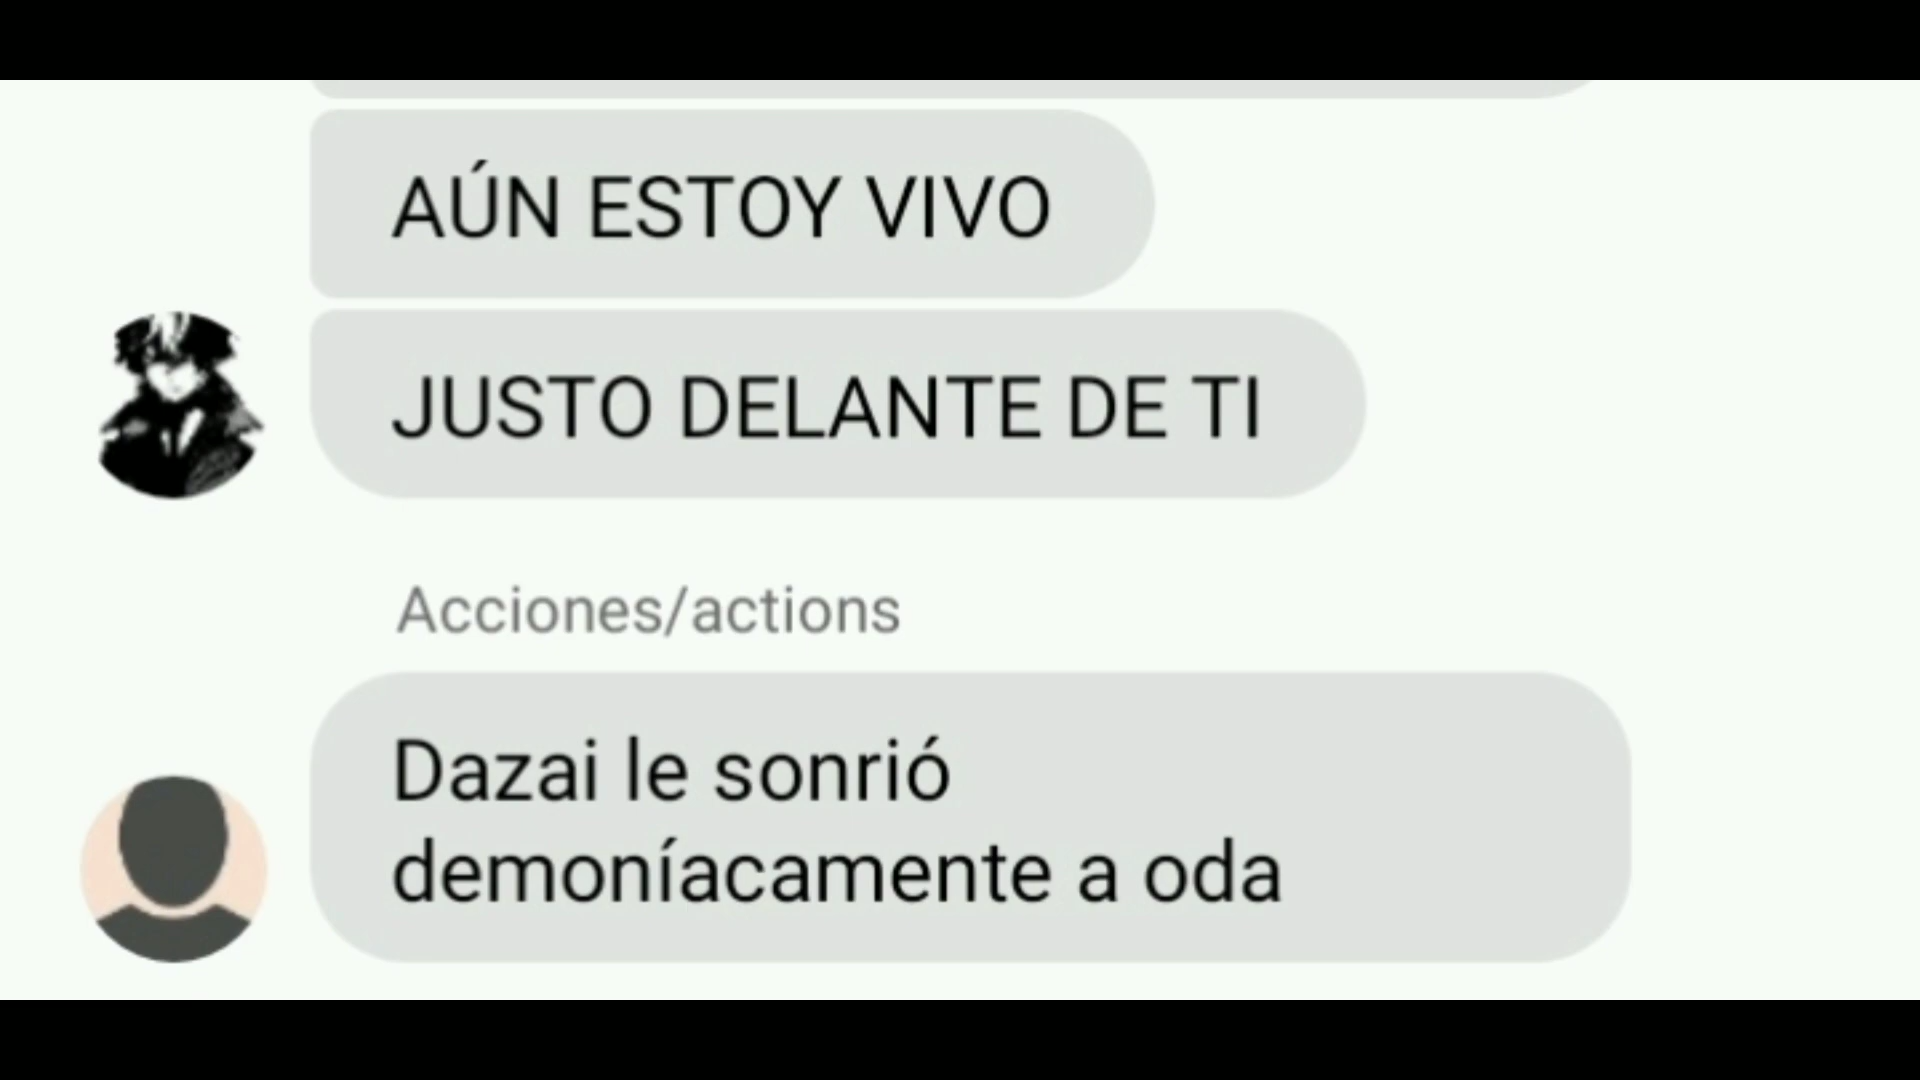 AÚN ESTOY VIVO
JUSTO DELANTE DE TI
Acciones/actions
Dazai le sonrió
demoníacamente a oda